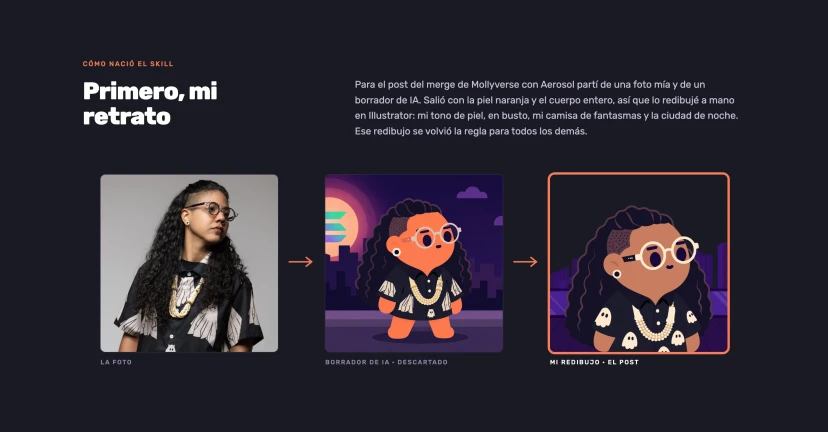 CÓMO NACIÓ EL SKILL
Primero, mi
retrato
Para el post del merge de Mollyverse con Aerosol partí de una foto mía y de un
borrador de IA. Salió con la piel naranja y el cuerpo entero, así que lo redibujé a mano
en Illustrator: mi tono de piel, en busto, mi camisa de fantasmas y la ciudad de noche.
Ese redibujo se volvió la regla para todos los demás.
LA FOTO
BORRADOR DE IA · DESCARTADO
MI REDIBUJO · EL POST